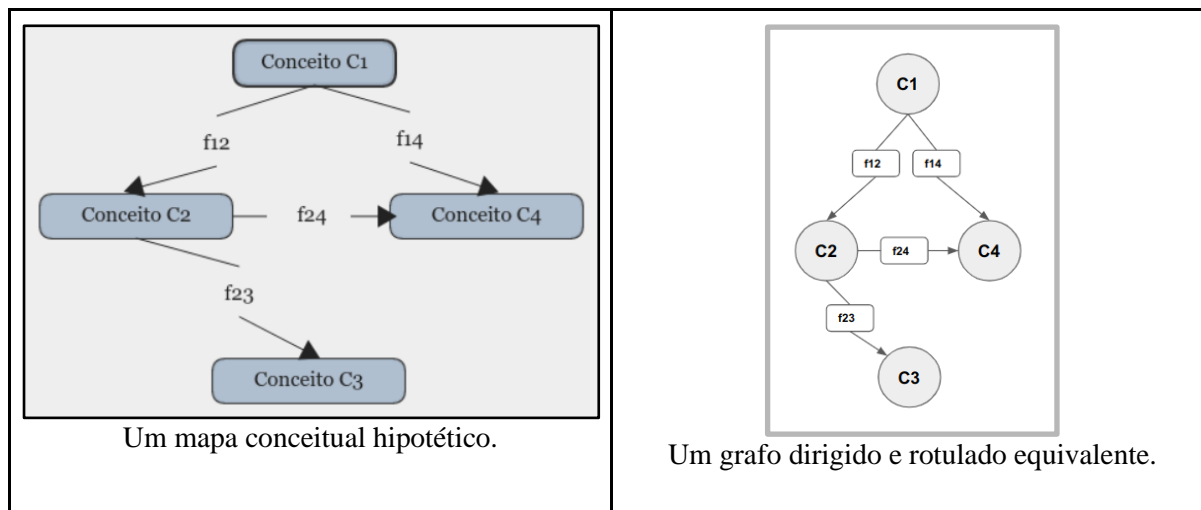 Conceito C1
f12
f14
Conceito C2
f24
Conceito C4
f23
Conceito C3
Um mapa conceitual hipotético.
C1
f12
f14
C2
f24
C4
f23
C3
Um grafo dirigido e rotulado equivalente.